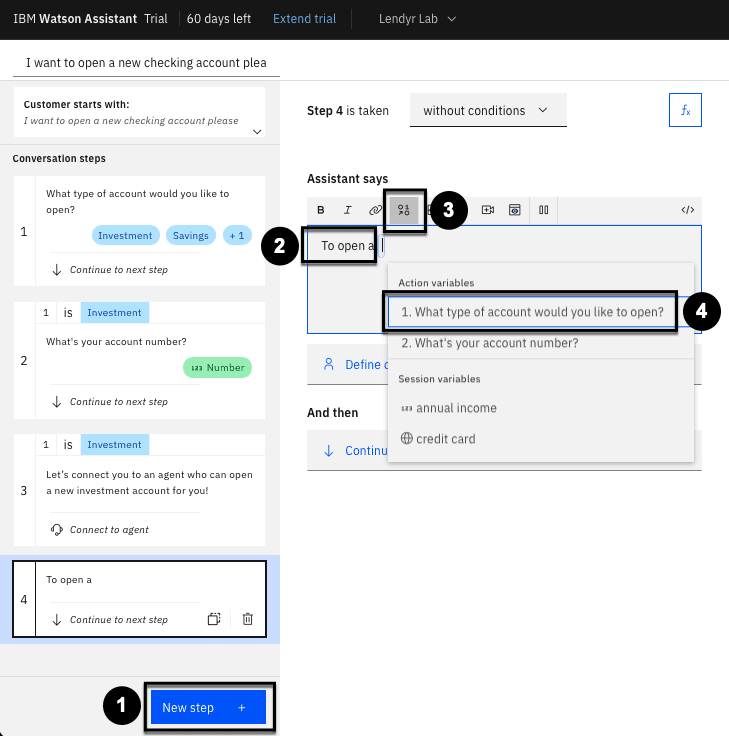 IBM Watson Assistant Trial 60 days left Extend trial Lendyr Lab
I want to open a new checking account plea
Customer starts with:
I want to open a new checking account please
Conversation steps
1
What type of account would you like to
open?
Investment Savings + 1
Continue to next step
1 is Investment
2
What's your account number?
123 Number
Continue to next step
1 is Investment
3
Let's connect you to an agent who can open
a new investment account for you!
Connect to agent
4
To open a
Continue to next step
1
New step +
Step 4 is taken without conditions fx
Assistant says
B I </>
3
2
To open a
Action variables
1. What type of account would you like to open?
4
2. What's your account number?
Session variables
123 annual income
credit card
Define c
And then
Continu